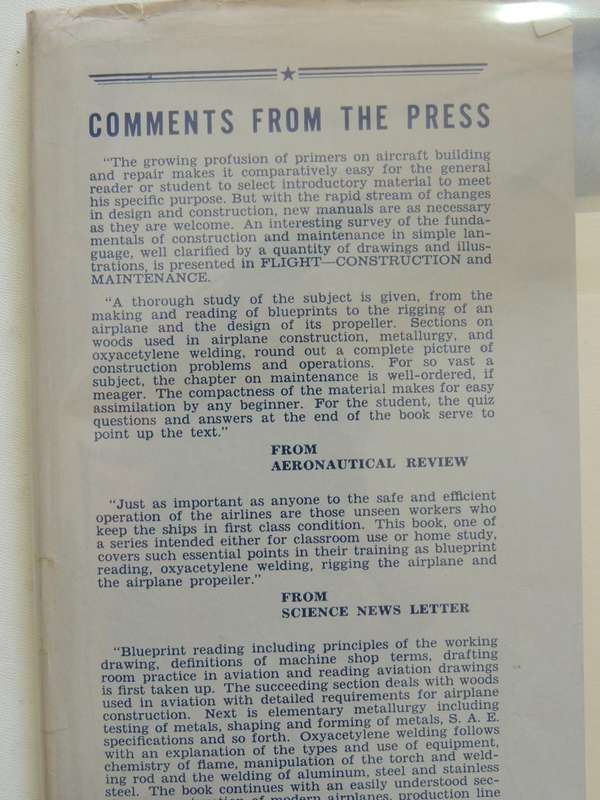 COMMENTS FROM THE PRESS
"The growing profusion of primers on aircraft building
and repair makes it comparatively easy for the general
reader or student to select introductory material to meet
his specific purpose. But with the rapid stream of changes
in design and construction, new manuals are as necessary
as they are welcome. An interesting survey of the funda-
mentals of construction and maintenance in simple lan-
guage, well clarified by a quantity of drawings and illus-
trations, is presented in FLIGHT—CONSTRUCTION and
MAINTENANCE.
"A thorough study of the subject is given, from the
making and reading of blueprints to the rigging of an
airplane and the design of its propeller. Sections on
woods used in airplane construction, metallurgy, and
oxyacetylene welding, round out a complete picture of
construction problems and operations. For so vast a
subject, the chapter on maintenance is well-ordered, if
meager. The compactness of the material makes for easy
assimilation by any beginner. For the student, the quiz
questions and answers at the end of the book serve to
point up the text."
FROM
AERONAUTICAL REVIEW
"Just as important as anyone to the safe and efficient
operation of the airlines are those unseen workers who
keep the ships in first class condition. This book, one of
a series intended either for classroom use or home study,
covers such essential points in their training as blueprint
reading, oxyacetylene welding, rigging the airplane and
the airplane propeller."
FROM
SCIENCE NEWS LETTER
"Blueprint reading including principles of the working
drawing, definitions of machine shop terms, drafting
room practice in aviation and reading aviation drawings
is first taken up. The succeeding section deals with woods
used in aviation with detailed requirements for airplane
construction. Next is elementary metallurgy including
testing of metals, shaping and forming of metals, S. A. E.
specifications and so forth. Oxyacetylene welding follows
with an explanation of the types and use of equipment,
chemistry of flame, manipulation of the torch and weld-
ing rod and the welding of aluminum, steel and stainless
steel. The book continues with an easily understood sec-
of modern airplanes, production line